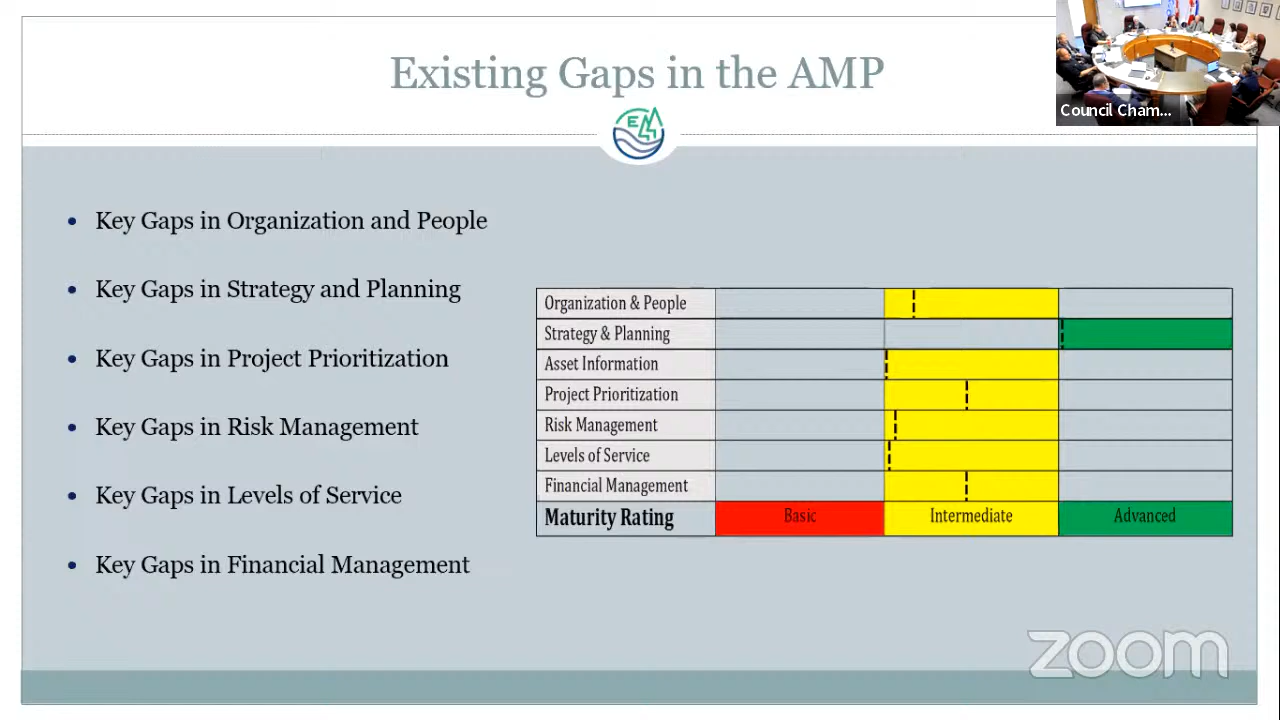 Existing Gaps in the AMP
Council Cham...
• Key Gaps in Organization and People
• Key Gaps in Strategy and Planning
• Key Gaps in Project Prioritization
• Key Gaps in Risk Management
• Key Gaps in Levels of Service
• Key Gaps in Financial Management
Organization & People
Strategy & Planning
Asset Information
Project Prioritization
Risk Management
Levels of Service
Financial Management
Maturity Rating Basic Intermediate Advanced
zoom